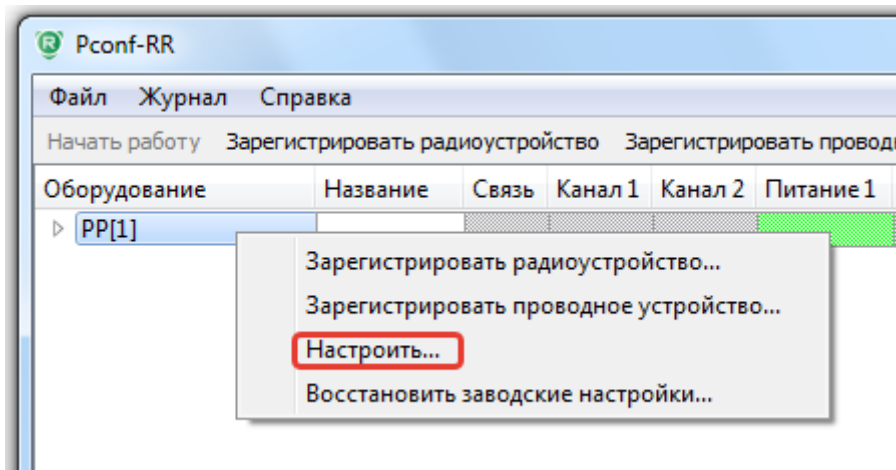 Pconf-RR
Файл Журнал Справка
Начать работу Зарегистрировать радиоустройство Зарегистрировать
Оборудование Название Связь Канал 1 Канал 2 Питание 1
РР[1]
Зарегистрировать радиоустройство...
Зарегистрировать проводное устройство...
Настроить...
Восстановить заводские настройки...